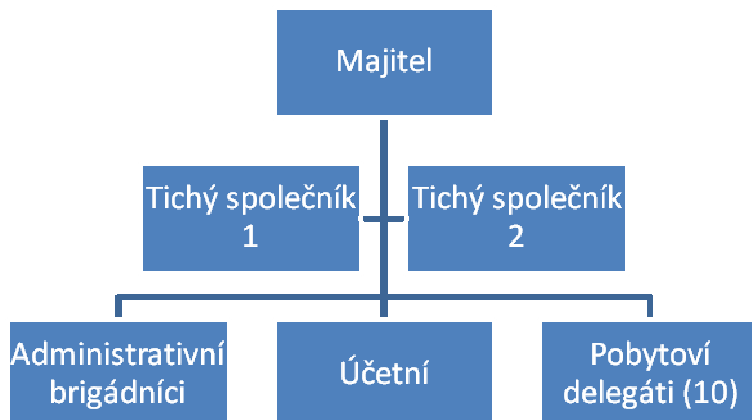 Majitel
Tichý společník
1
Tichý společník
2
Administrativní
brigádníci
Účetní
Pobytoví
delegáti (10)